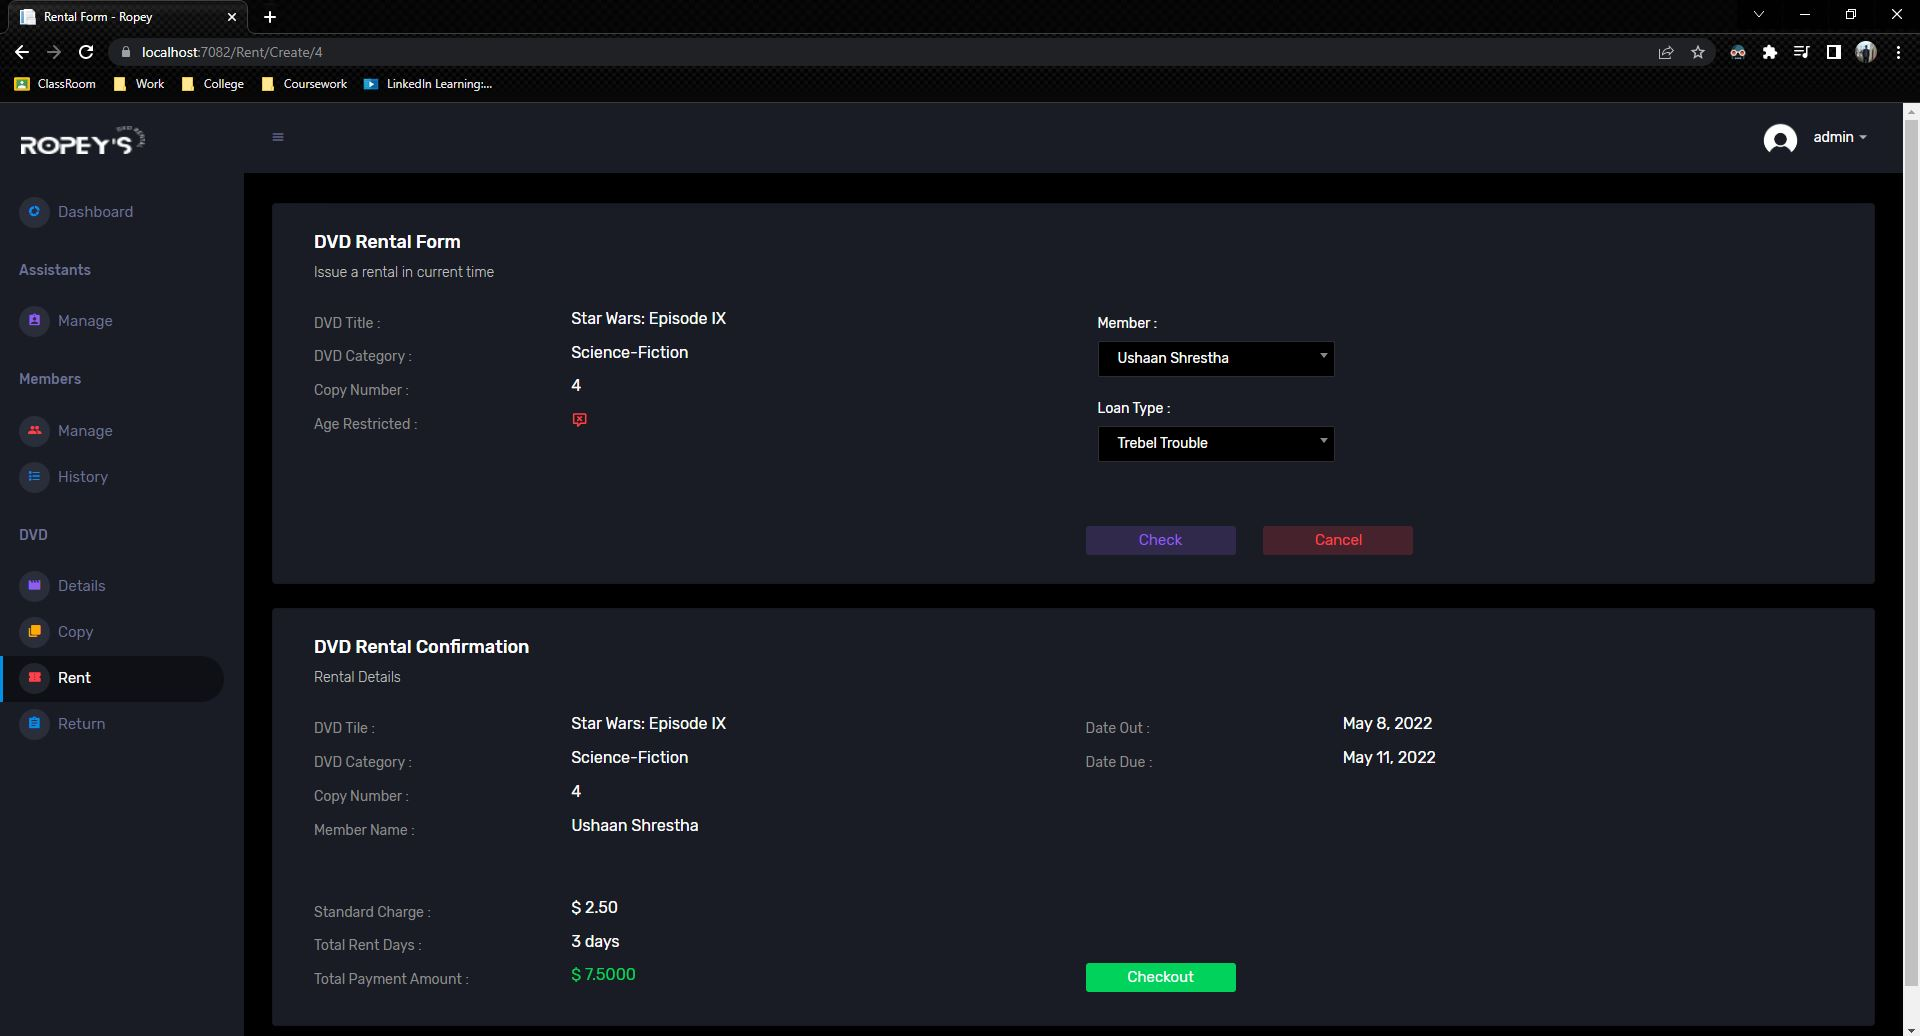 Rental Form - Ropey
localhost:7082/Rent/Create/4
ClassRoom Work College Coursework LinkedIn Learning:...
ROPEY'S
admin
Dashboard
Assistants
Manage
Members
Manage
History
DVD
Details
Copy
Rent
Return
DVD Rental Form
Issue a rental in current time
DVD Title : Star Wars: Episode IX
DVD Category : Science-Fiction
Copy Number : 4
Age Restricted :
Member :
Ushaan Shrestha
Loan Type :
Trebel Trouble
Check Cancel
DVD Rental Confirmation
Rental Details
DVD Tile : Star Wars: Episode IX Date Out : May 8, 2022
DVD Category : Science-Fiction Date Due : May 11, 2022
Copy Number : 4
Member Name : Ushaan Shrestha
Standard Charge : $ 2.50
Total Rent Days : 3 days
Total Payment Amount : $ 7.5000
Checkout